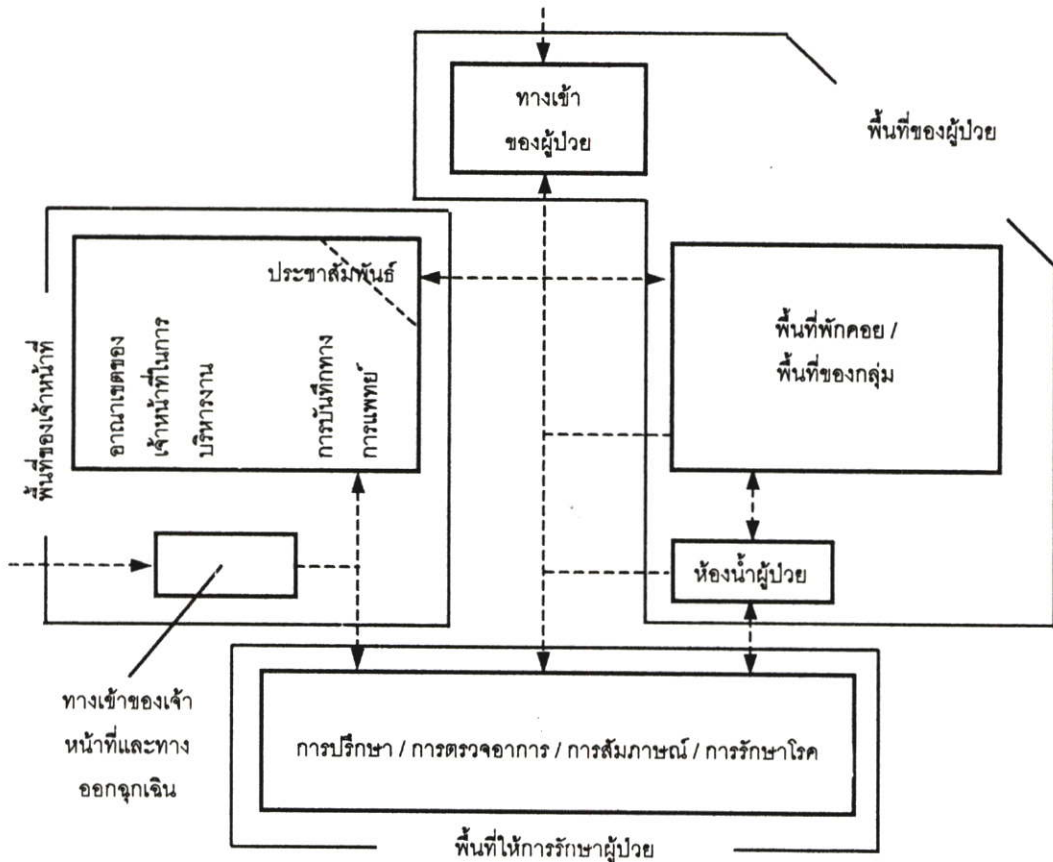 ทางเข้า
ของผู้ป่วย
พื้นที่ของผู้ป่วย
ประชาสัมพันธ์
พื้นที่ของเจ้าหน้าที่
อาณาเขตของ
เจ้าหน้าที่ในการ
บริหารงาน
การบันทึกทาง
การแพทย์
พื้นที่พักคอย /
พื้นที่ของกลุ่ม
ห้องน้ำผู้ป่วย
ทางเข้าของเจ้า
หน้าที่และทาง
ออกฉุกเฉิน
การปรึกษา / การตรวจอาการ / การสัมภาษณ์ / การรักษาโรค
พื้นที่ให้การรักษาผู้ป่วย